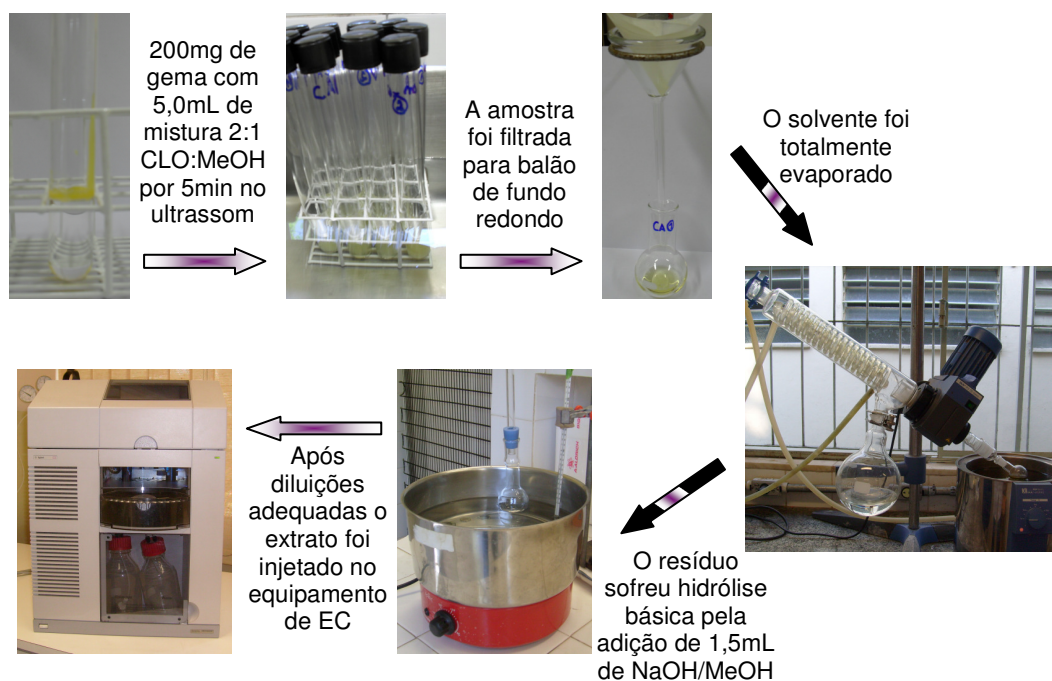 200mg de
gema com
5,0mL de
mistura 2:1
CLO:MeOH
por 5min no
ultrassom
A amostra
foi filtrada
para balão
de fundo
redondo
CA①
O solvente foi
totalmente
evaporado
O resíduo
sofreu hidrólise
básica pela
adição de 1,5mL
de NaOH/MeOH
Após
diluições
adequadas o
extrato foi
injetado no
equipamento
de EC